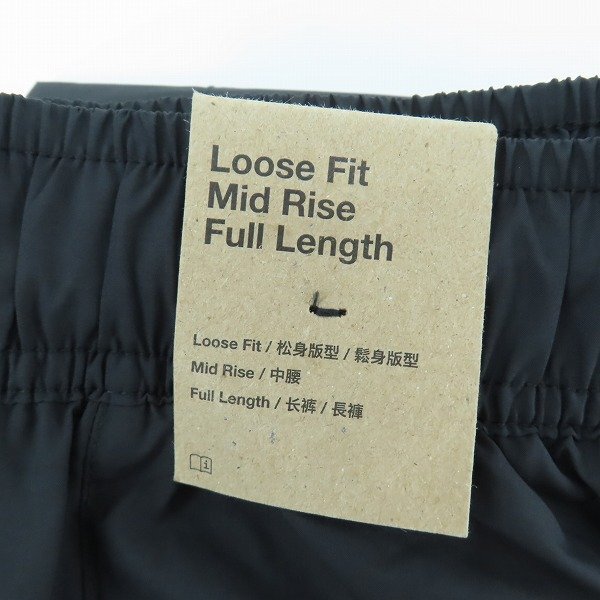 Loose Fit
Mid Rise
Full Length
Loose Fit / 松身版型 / 鬆身版型
Mid Rise / 中腰
Full Length / 长裤 / 長褲
i